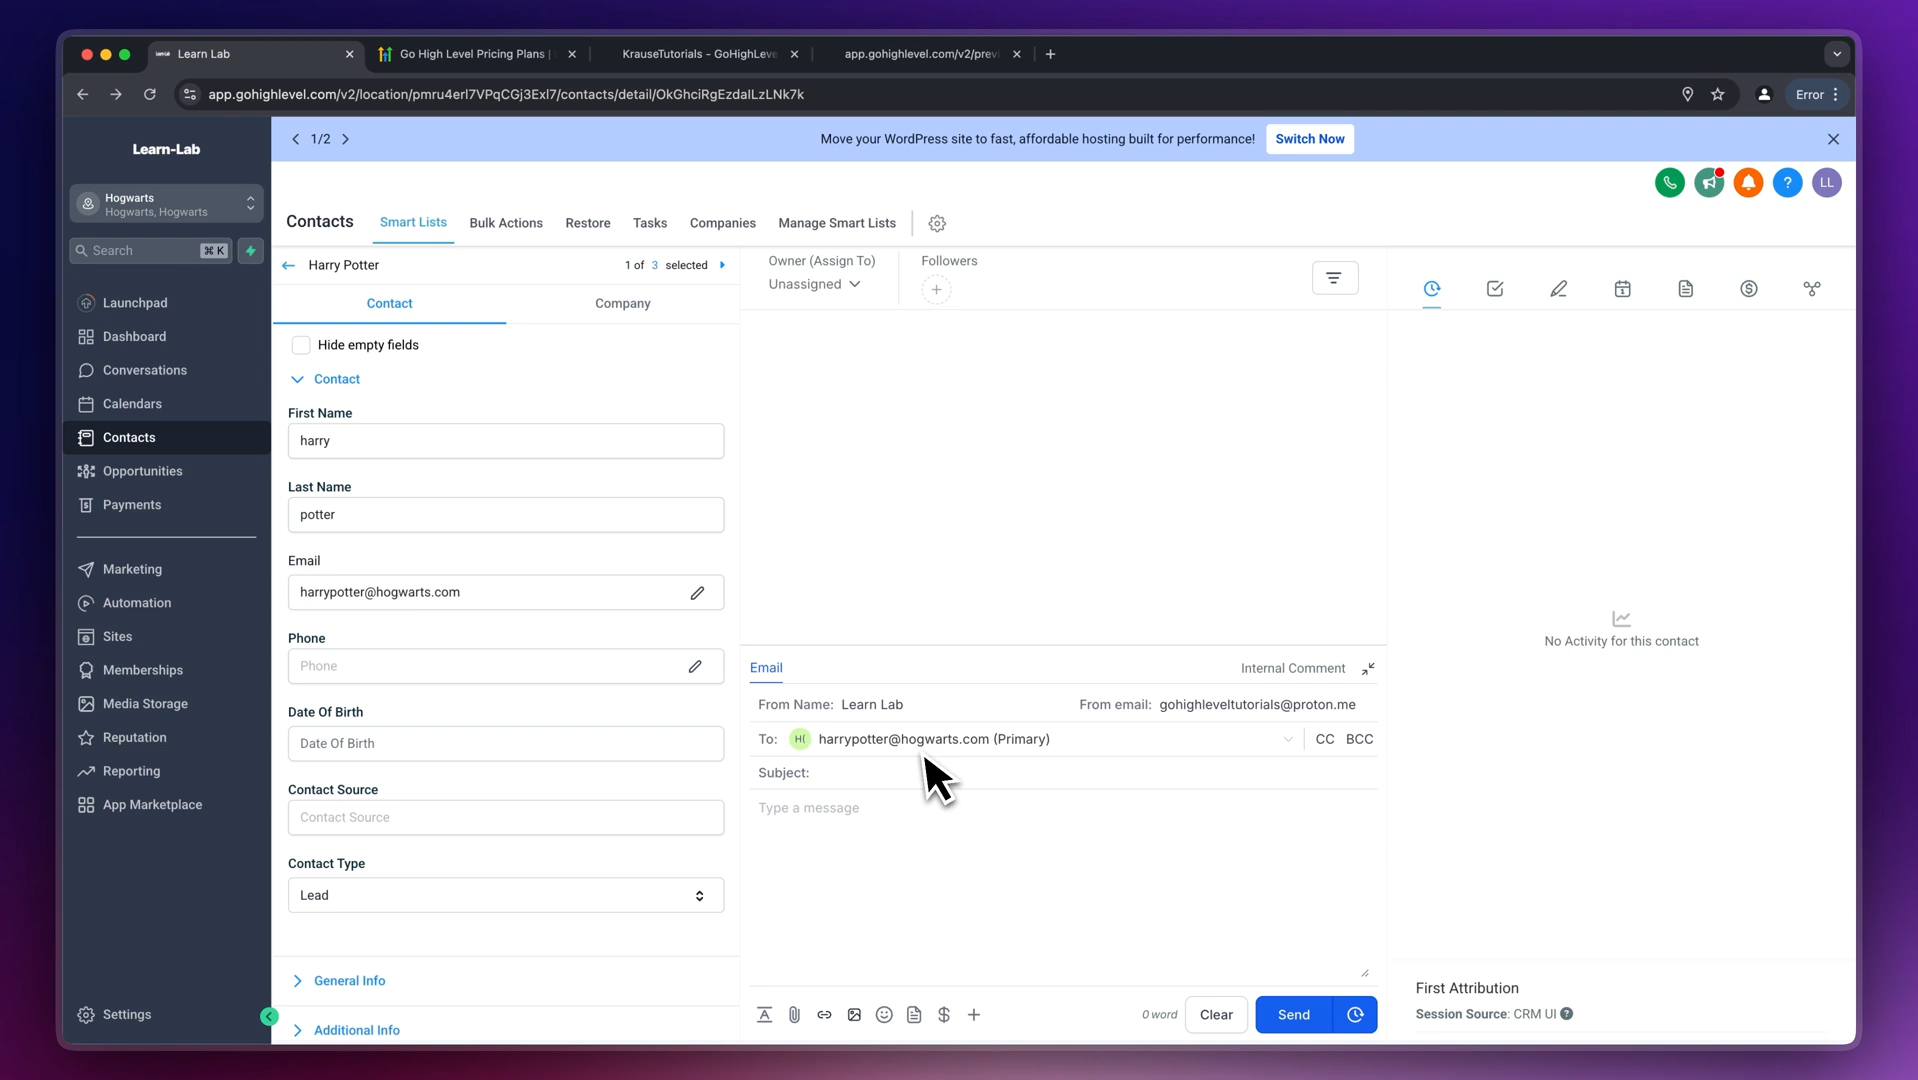 Learn Lab
Go High Level Pricing Plans |
KrauseTutorials - GoHighLeve
app.gohighlevel.com/v2/previ
app.gohighlevel.com/v2/location/pmru4erl7VPqCGj3Exl7/contacts/detail/OkGhciRgEzdalLzLNk7k
Error
Learn-Lab
Hogwarts
Hogwarts, Hogwarts
Search
⌘ K
Launchpad
Dashboard
Conversations
Calendars
Contacts
Opportunities
Payments
Marketing
Automation
Sites
Memberships
Media Storage
Reputation
Reporting
App Marketplace
Settings
1/2
Move your WordPress site to fast, affordable hosting built for performance!
Switch Now
LL
Contacts
Smart Lists
Bulk Actions
Restore
Tasks
Companies
Manage Smart Lists
Harry Potter
1 of 3 selected
Contact
Company
Hide empty fields
Contact
First Name
harry
Last Name
potter
Email
harrypotter@hogwarts.com
Phone
Phone
Date Of Birth
Date Of Birth
Contact Source
Contact Source
Contact Type
Lead
General Info
Additional Info
Owner (Assign To)
Unassigned
Followers
Email
Internal Comment
From Name: Learn Lab
From email: gohighleveltutorials@proton.me
To: H( harrypotter@hogwarts.com (Primary)
CC BCC
Subject:
Type a message
0 word
Clear
Send
No Activity for this contact
First Attribution
Session Source: CRM UI